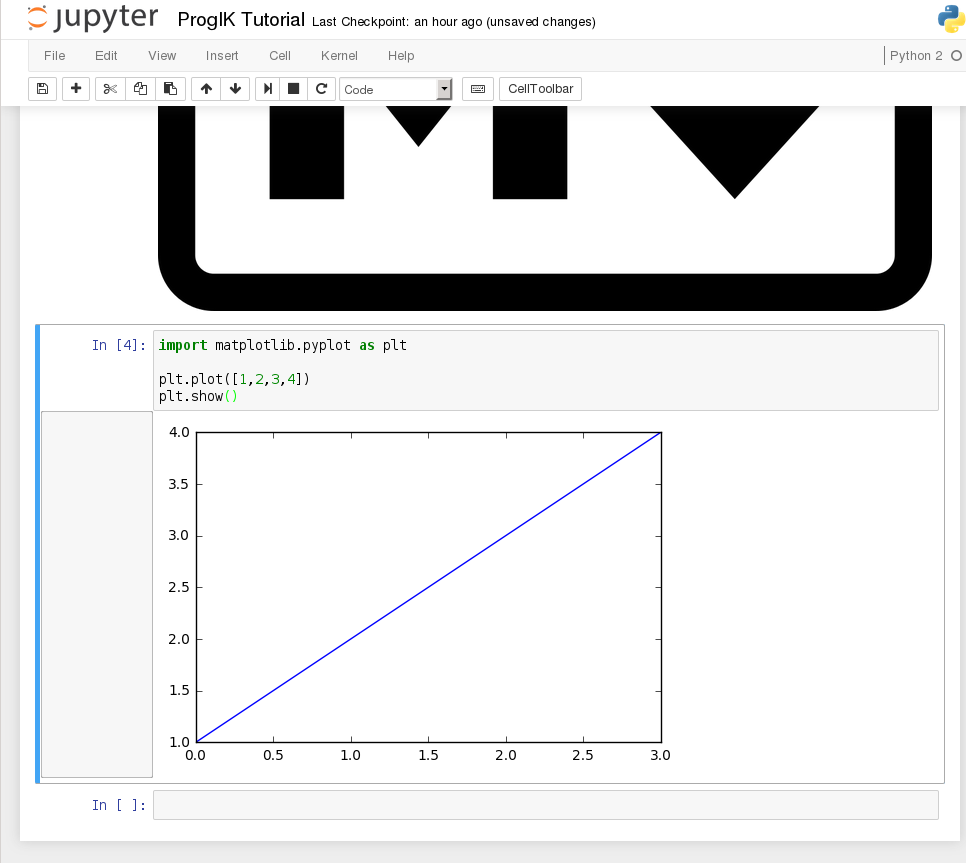 jupyter ProgIK Tutorial Last Checkpoint: an hour ago (unsaved changes)
File Edit View Insert Cell Kernel Help Python 2
Code CellToolbar
In [4]: import matplotlib.pyplot as plt
plt.plot([1,2,3,4])
plt.show()
4.0
3.5
3.0
2.5
2.0
1.5
1.0
0.0 0.5 1.0 1.5 2.0 2.5 3.0
In [ ]: